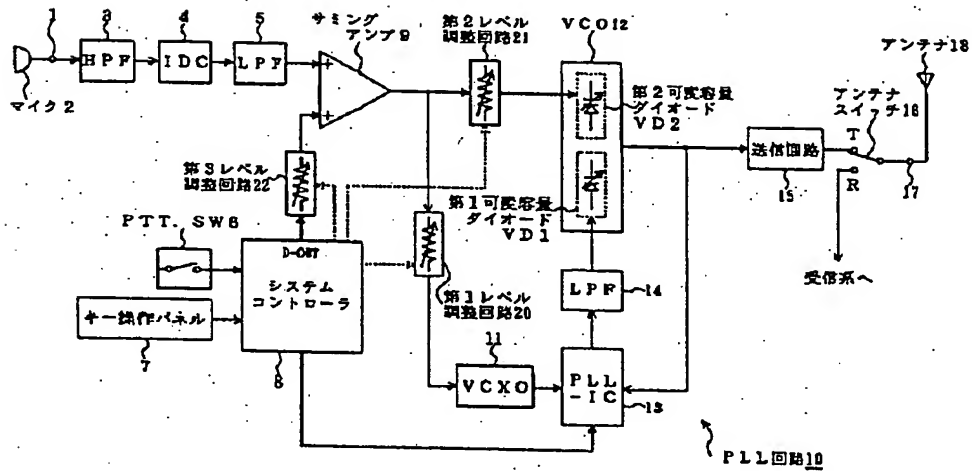 1
3
4
5
HPF
IDC
LPF
マイク2
サミング
アンプ9
第2レベル
調整回路21
VCO12
アンテナ18
第2可変容量
ダイオード
VD2
アンテナ
スイッチ16
送信回路
15
T
R
17
第3レベル
調整回路22
第1可変容量
ダイオード
VD1
PTT. SW6
D-OUT
システム
コントローラ
8
キー操作パネル
7
第1レベル
調整回路20
LPF
14
受信系へ
11
VCXO
PLL
-IC
13
PLL回路10